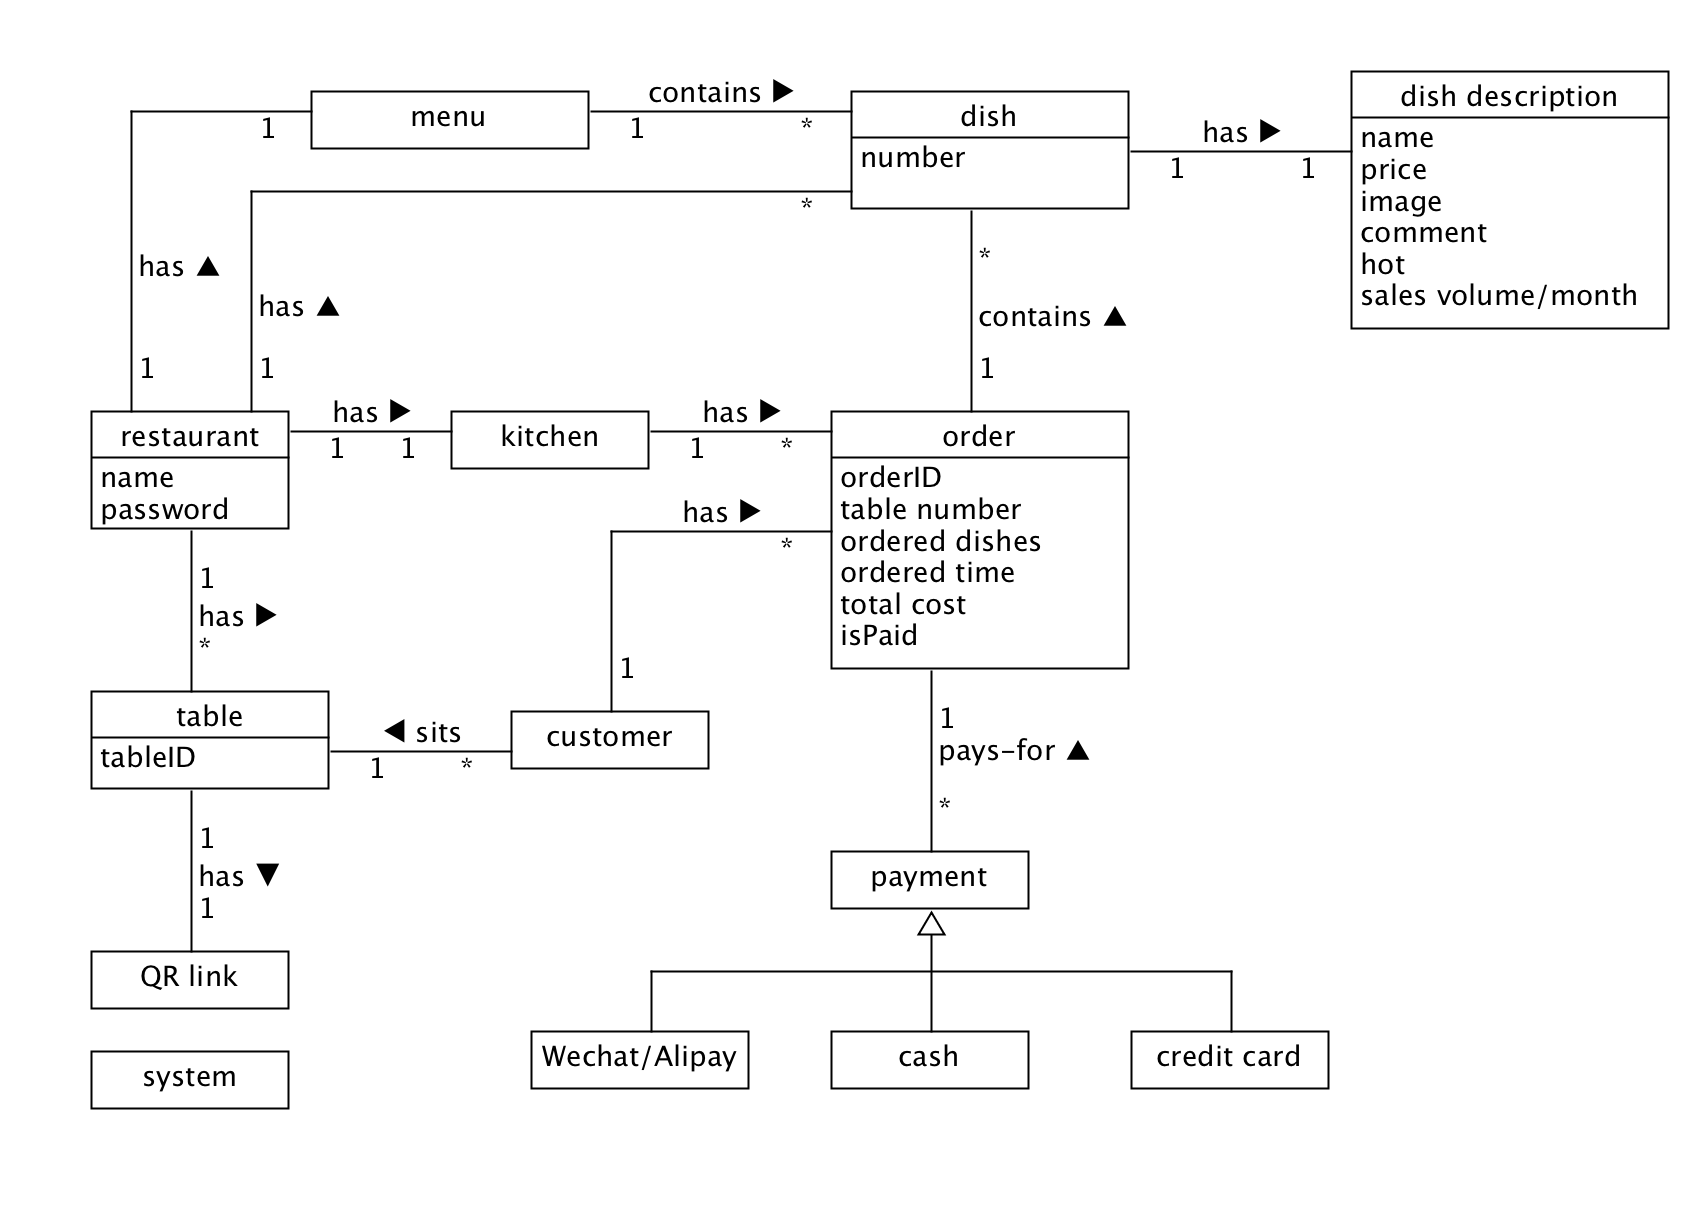 menu
1
contains ▶
1
*
dish
number
has ▶
1
1
dish description
name
price
image
comment
hot
sales volume/month
*
has ▲
1
has ▲
1
*
contains ▲
1
restaurant
name
password
has ▶
1
1
kitchen
has ▶
1
*
order
orderID
table number
ordered dishes
ordered time
total cost
isPaid
has ▶
*
1
1
has ▶
*
table
tableID
◀ sits
1
*
customer
1
pays-for ▲
*
1
has ▼
1
payment
QR link
system
Wechat/Alipay
cash
credit card